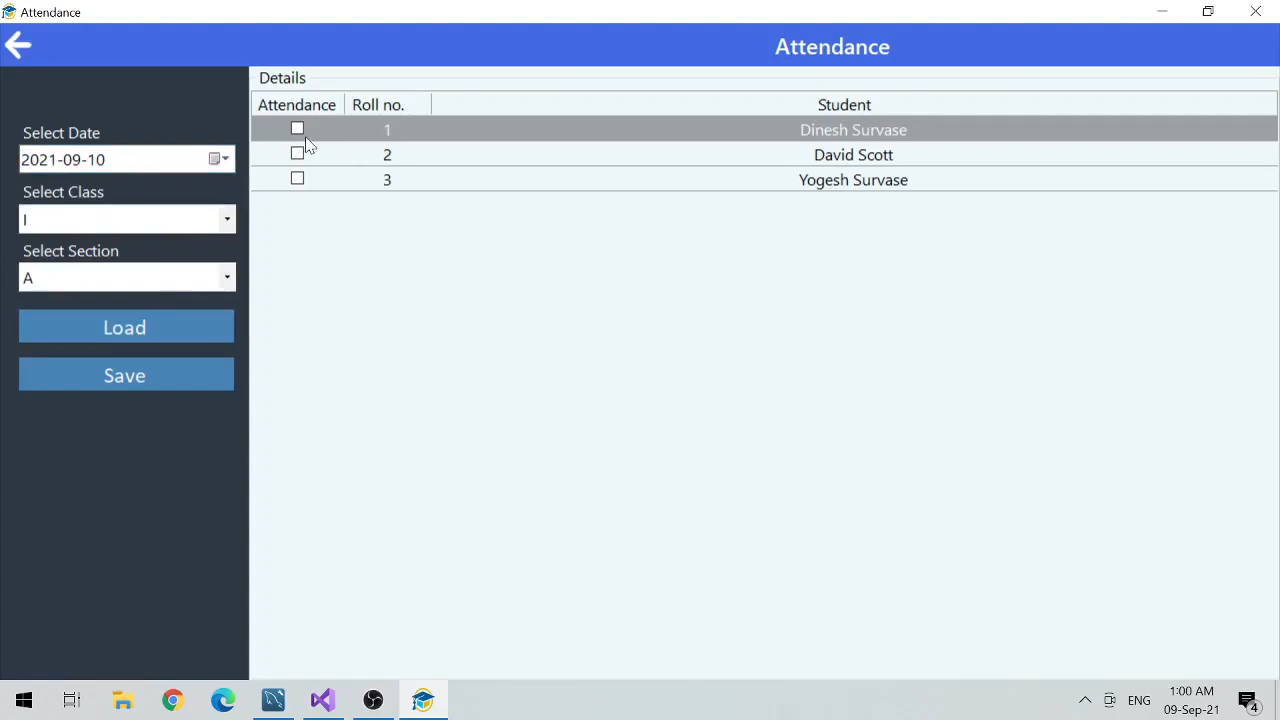 Attendance
Attendance
Details
Attendance Roll no. Student
1 Dinesh Survase
2 David Scott
3 Yogesh Survase
Select Date
2021-09-10
Select Class
I
Select Section
A
Load
Save
ENG
1:00 AM
09-Sep-21
4